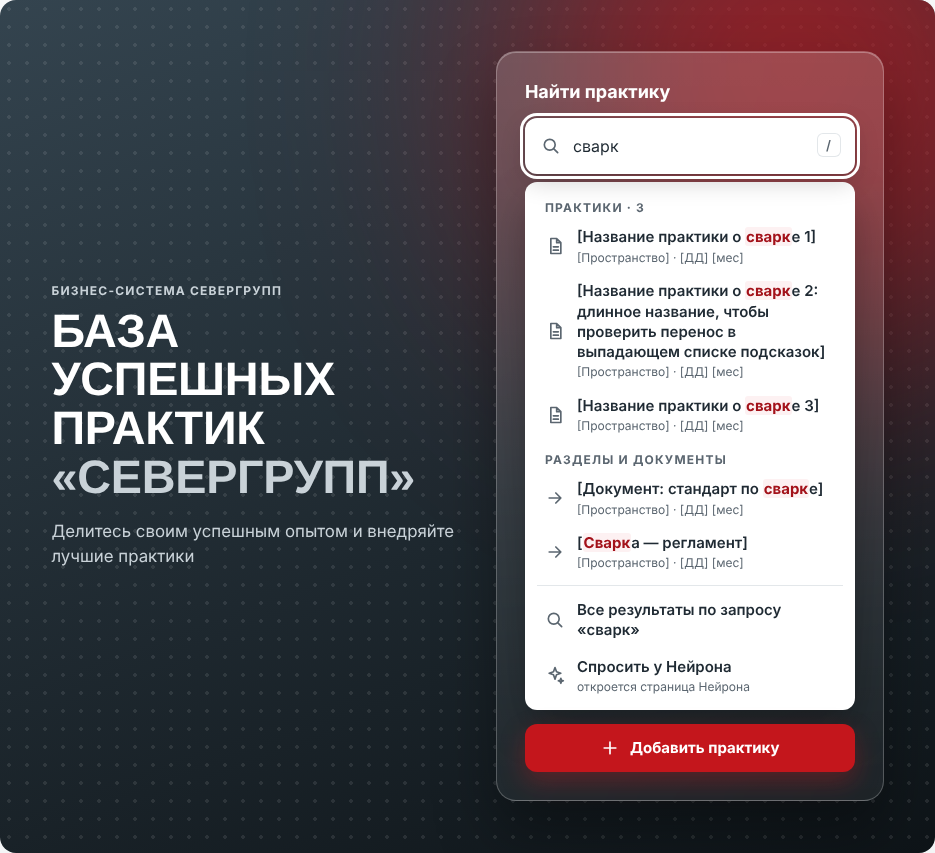 БИЗНЕС-СИСТЕМА СЕВЕРГРУПП
БАЗА
УСПЕШНЫХ
ПРАКТИК
«СЕВЕРГРУПП»
Делитесь своим успешным опытом и внедряйте
лучшие практики
Найти практику
сварк
/
ПРАКТИКИ · 3
[Название практики о сварке 1]
[Пространство] · [ДД] [мес]
[Название практики о сварке 2:
длинное название, чтобы
проверить перенос в
выпадающем списке подсказок]
[Пространство] · [ДД] [мес]
[Название практики о сварке 3]
[Пространство] · [ДД] [мес]
РАЗДЕЛЫ И ДОКУМЕНТЫ
[Документ: стандарт по сварке]
[Пространство] · [ДД] [мес]
[Сварка — регламент]
[Пространство] · [ДД] [мес]
Все результаты по запросу
«сварк»
Спросить у Нейрона
откроется страница Нейрона
Добавить практику